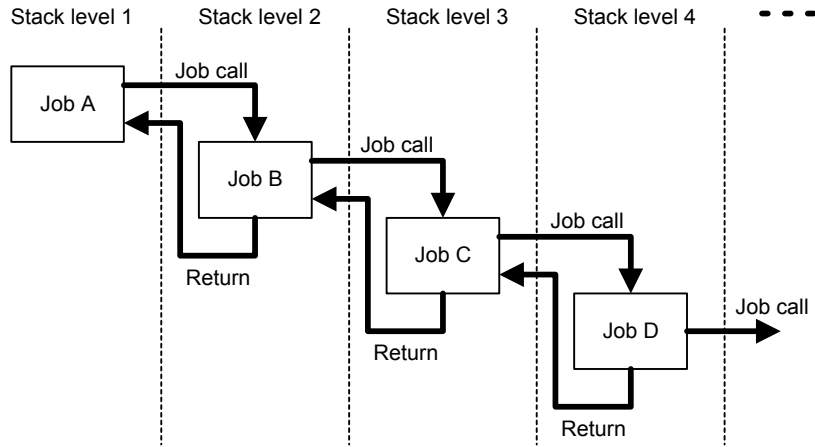 Stack level 1
Stack level 2
Stack level 3
Stack level 4
Job call
Job A
Job call
Job B
Job call
Job C
Return
Job call
Job D
Return
Return